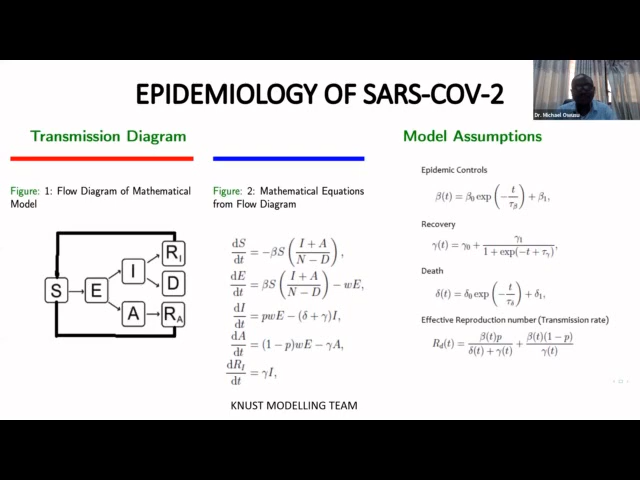 EPIDEMIOLOGY OF SARS-COV-2
Dr. Michael Owusu
Transmission Diagram
Figure: 1: Flow Diagram of Mathematical
Model
S E I A R_I D R_A
Figure: 2: Mathematical Equations
from Flow Diagram
dS/dt = −βS ((I + A)/(N − D)),
dE/dt = βS ((I + A)/(N − D)) − wE,
dI/dt = pwE − (δ + γ)I,
dA/dt = (1 − p)wE − γA,
dR_I/dt = γI,
KNUST MODELLING TEAM
Model Assumptions
Epidemic Controls
β(t) = β₀ exp (−t/τ_β) + β₁,
Recovery
γ(t) = γ₀ + γ₁/(1 + exp(−t + τ_γ)),
Death
δ(t) = δ₀ exp (−t/τ_δ) + δ₁,
Effective Reproduction number (Transmission rate)
R_d(t) = β(t)p/(δ(t) + γ(t)) + β(t)(1 − p)/γ(t)